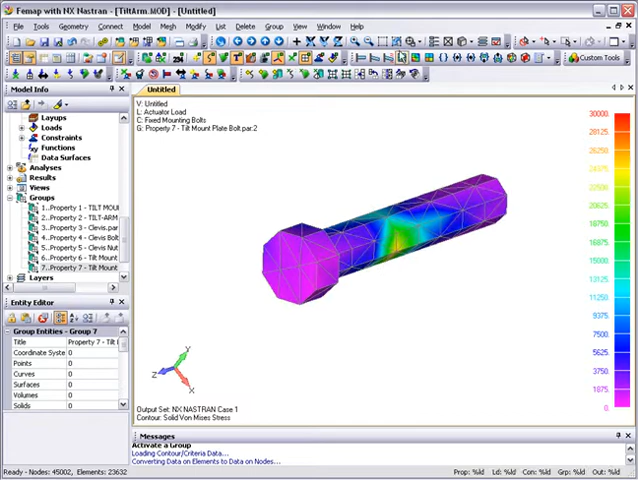 Femap with NX Nastran - [TiltArm.MOD] - [Untitled]
File Tools Geometry Connect Model Mesh Modify List Delete Group View Window Help
Custom Tools
Model Info
Untitled
Layups
Loads
Constraints
Functions
Data Surfaces
Analyses
Results
Views
Groups
1..Property 1 - TILT MOU
2..Property 2 - TILT-ARM
3..Property 3 - Clevis.par
4..Property 4 - Clevis Bolt
5..Property 5 - Clevis Nut
6..Property 6 - Tilt Mount
7..Property 7 - Tilt Mount
Layers
Entity Editor
Group Entities - Group 7
Title Property 7 - Tilt
Coordinate Syste 0
Points 0
Curves 0
Surfaces 0
Volumes 0
Solids 0
V: Untitled
L: Actuator Load
C: Fixed Mounting Bolts
G: Property 7 - Tilt Mount Plate Bolt.par:2
30000.
28125.
26250.
24375.
22500.
20625.
18750.
16875.
15000.
13125.
11250.
9375.
7500.
5625.
3750.
1875.
0.
Y
Z
X
Output Set: NX NASTRAN Case 1
Contour: Solid Von Mises Stress
Messages
Activate a Group
Loading Contour/Criteria Data...
Converting Data on Elements to Data on Nodes...
Ready - Nodes: 45002, Elements: 23632
Prop: %ld Ld: %ld Con: %ld Grp: %ld Out: %ld